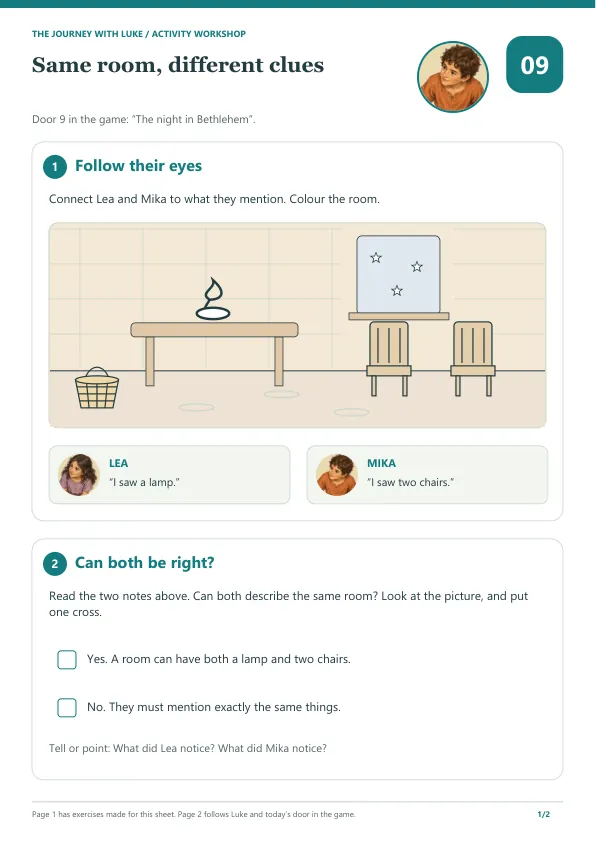 THE JOURNEY WITH LUKE / ACTIVITY WORKSHOP
Same room, different clues
09
Door 9 in the game: “The night in Bethlehem”.
1 Follow their eyes
Connect Lea and Mika to what they mention. Colour the room.
LEA
“I saw a lamp.”
MIKA
“I saw two chairs.”
2 Can both be right?
Read the two notes above. Can both describe the same room? Look at the picture, and put
one cross.
Yes. A room can have both a lamp and two chairs.
No. They must mention exactly the same things.
Tell or point: What did Lea notice? What did Mika notice?
Page 1 has exercises made for this sheet. Page 2 follows Luke and today’s door in the game.
1/2